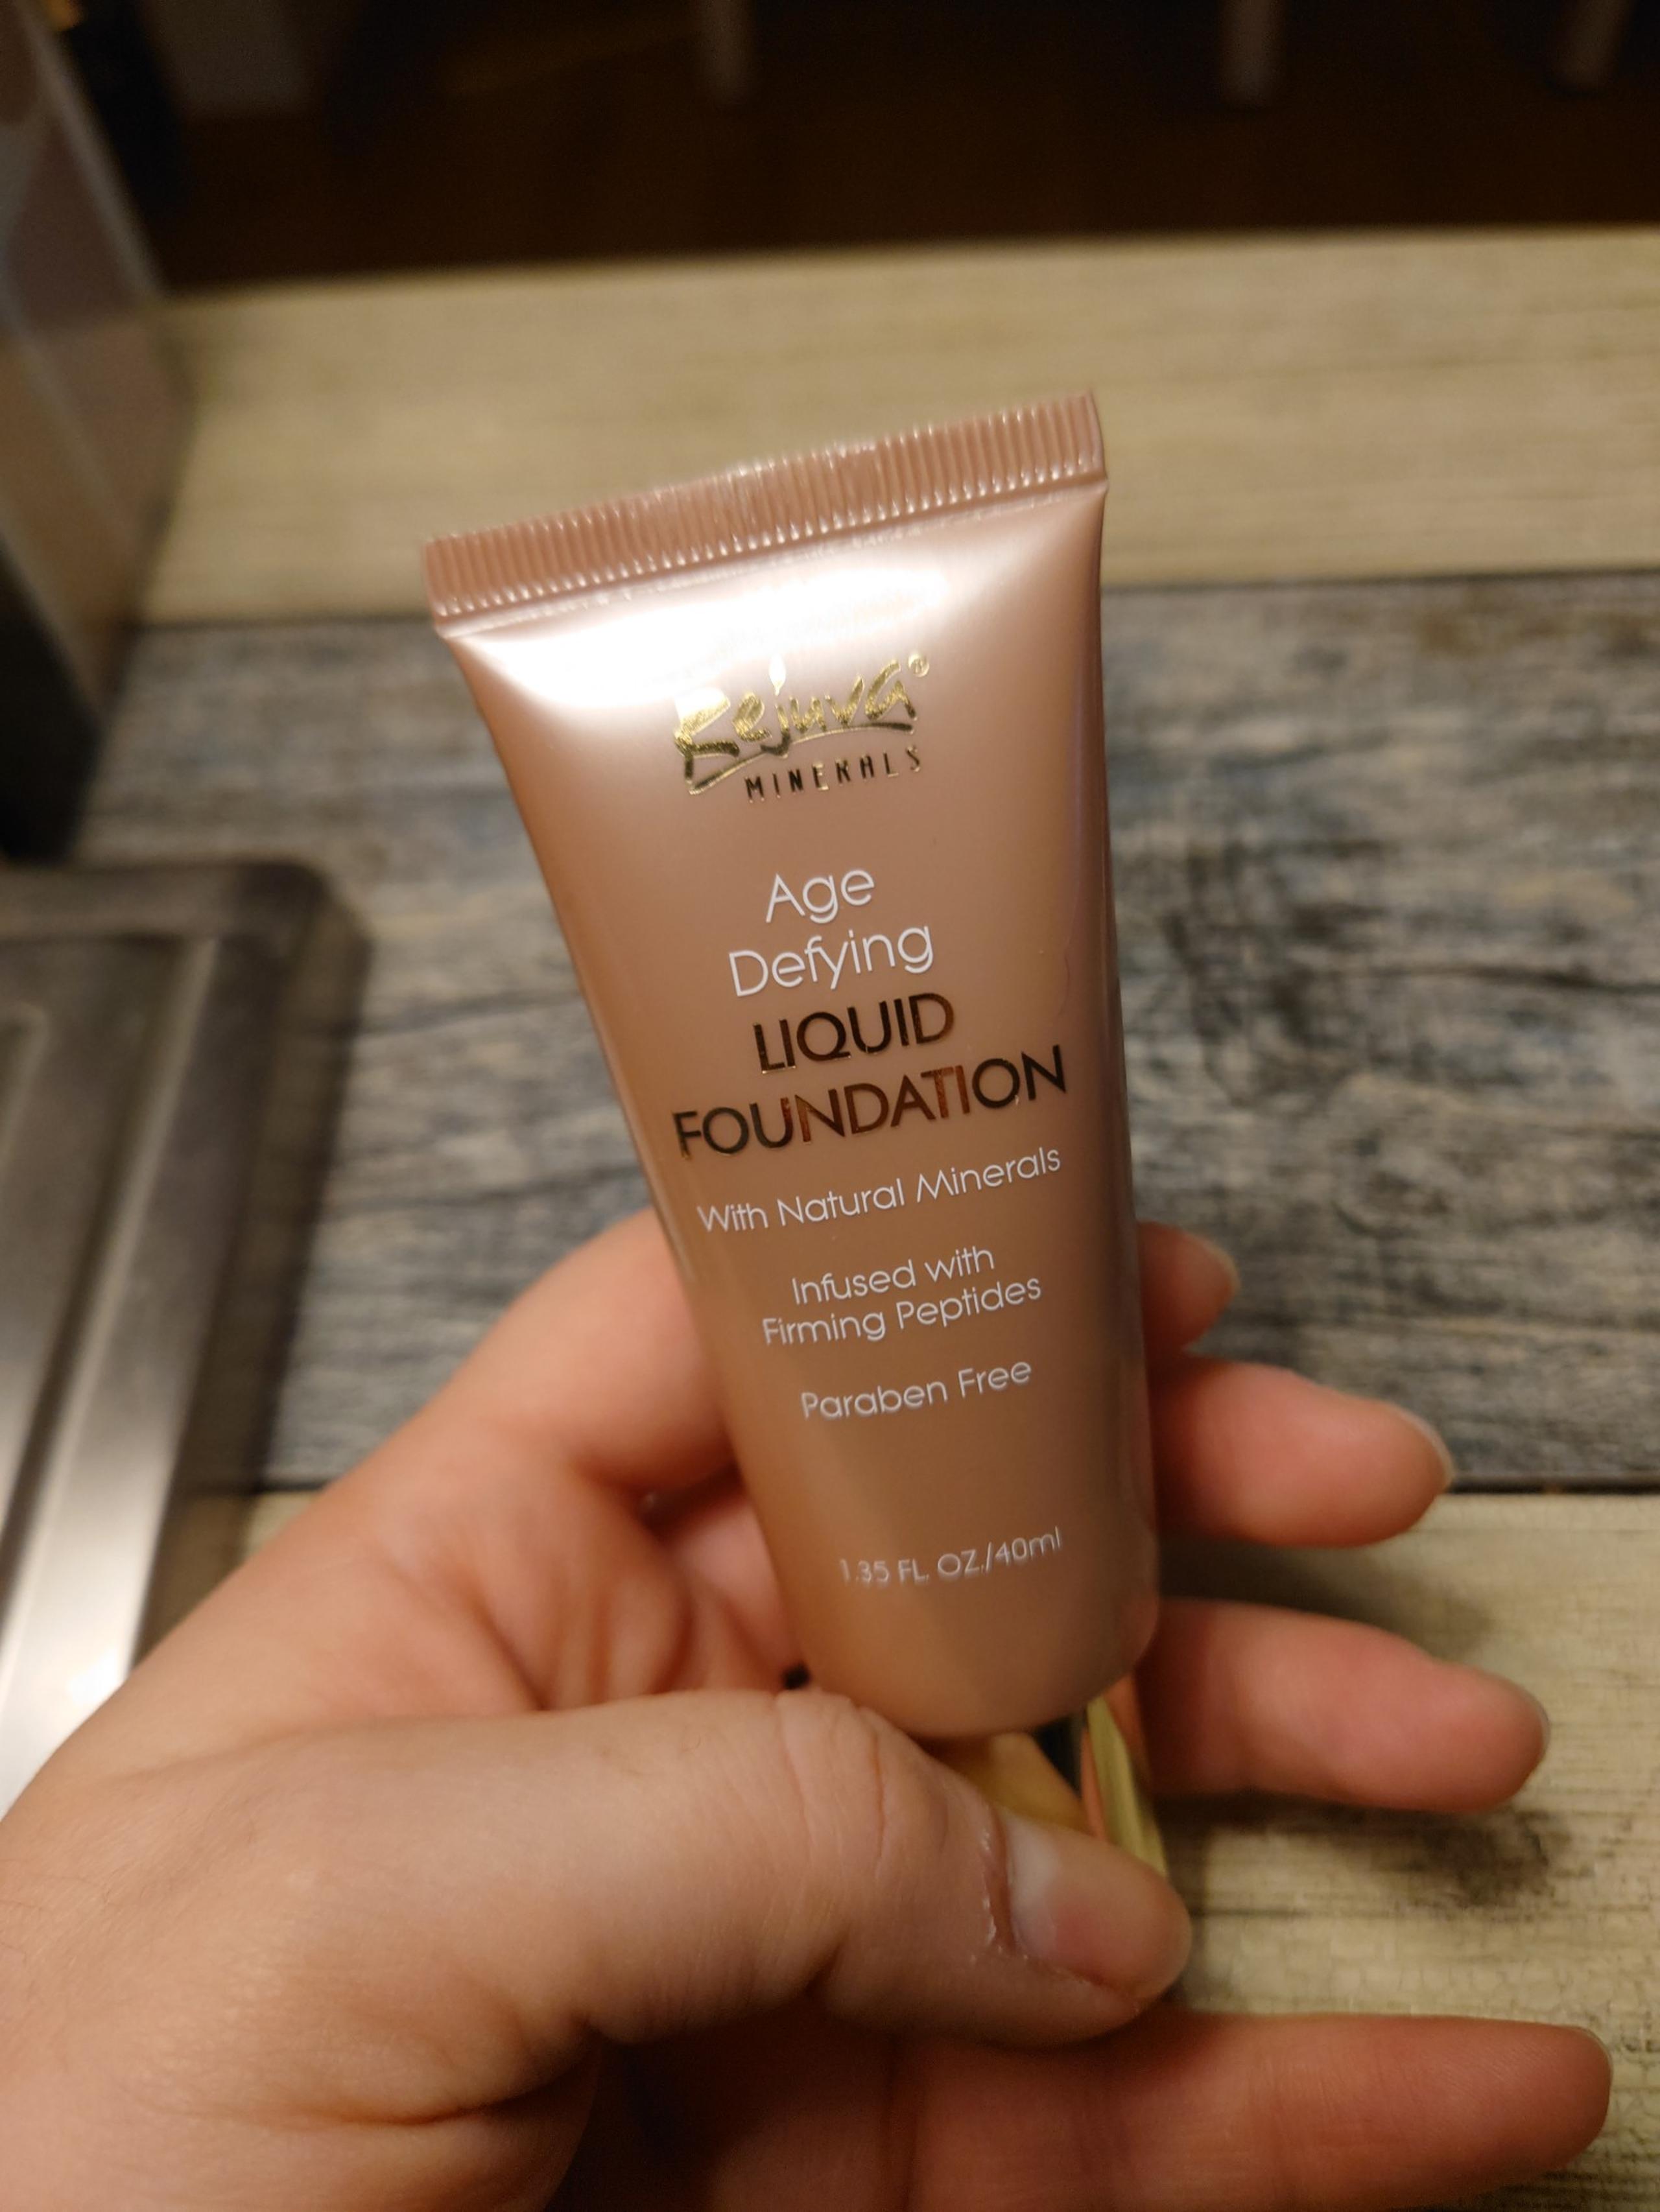 Rejuva®
MINERALS
Age
Defying
LIQUID
FOUNDATION
With Natural Minerals
Infused with
Firming Peptides
Paraben Free
1.35 FL. OZ./40ml